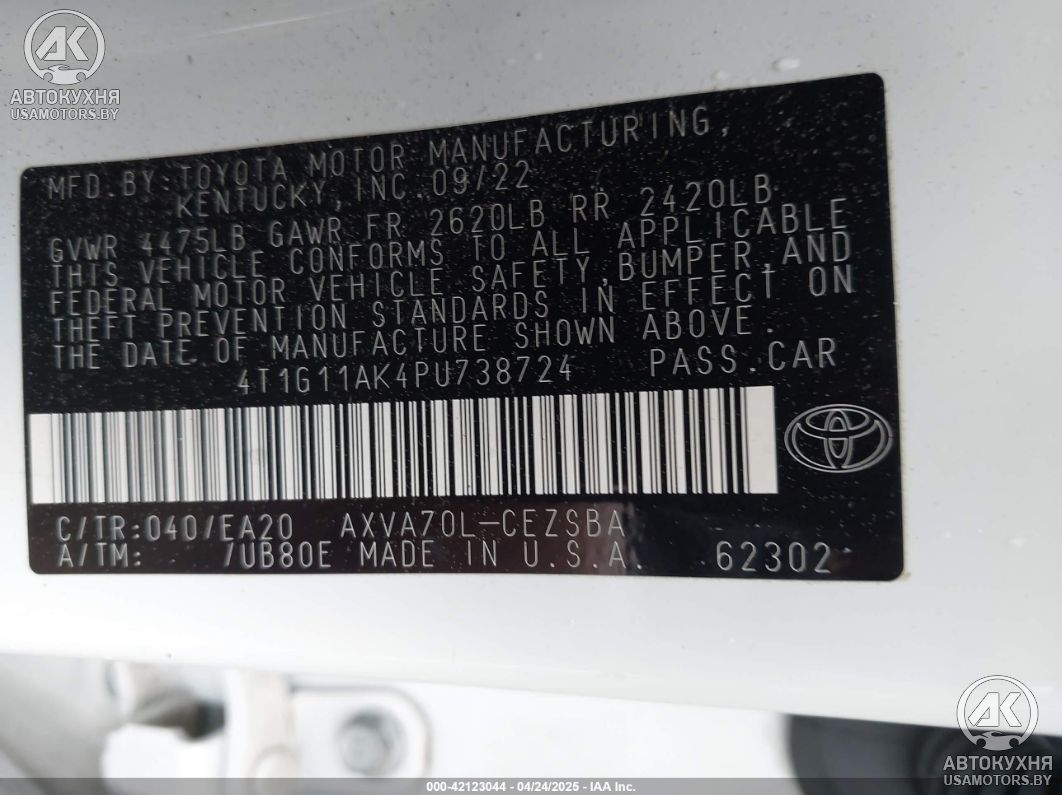 AK
АВТОКУХНЯ
USAMOTORS.BY
MFD.BY:TOYOTA MOTOR MANUFACTURING,
KENTUCKY, INC. 09/22
GVWR 4475LB GAWR FR 2620LB RR 2420LB
THIS VEHICLE CONFORMS TO ALL APPLICABLE
FEDERAL MOTOR VEHICLE SAFETY,BUMPER,AND
THEFT PREVENTION STANDARDS IN EFFECT ON
THE DATE OF MANUFACTURE SHOWN ABOVE.
4T1G11AK4PU738724 PASS.CAR
C/TR:040/EA20 AXVA70L-CEZSBA
A/TM: /UB80E MADE IN U.S.A. 62302
AK
АВТОКУХНЯ
USAMOTORS.BY
000-42123044 - 04/24/2025 - IAA Inc.